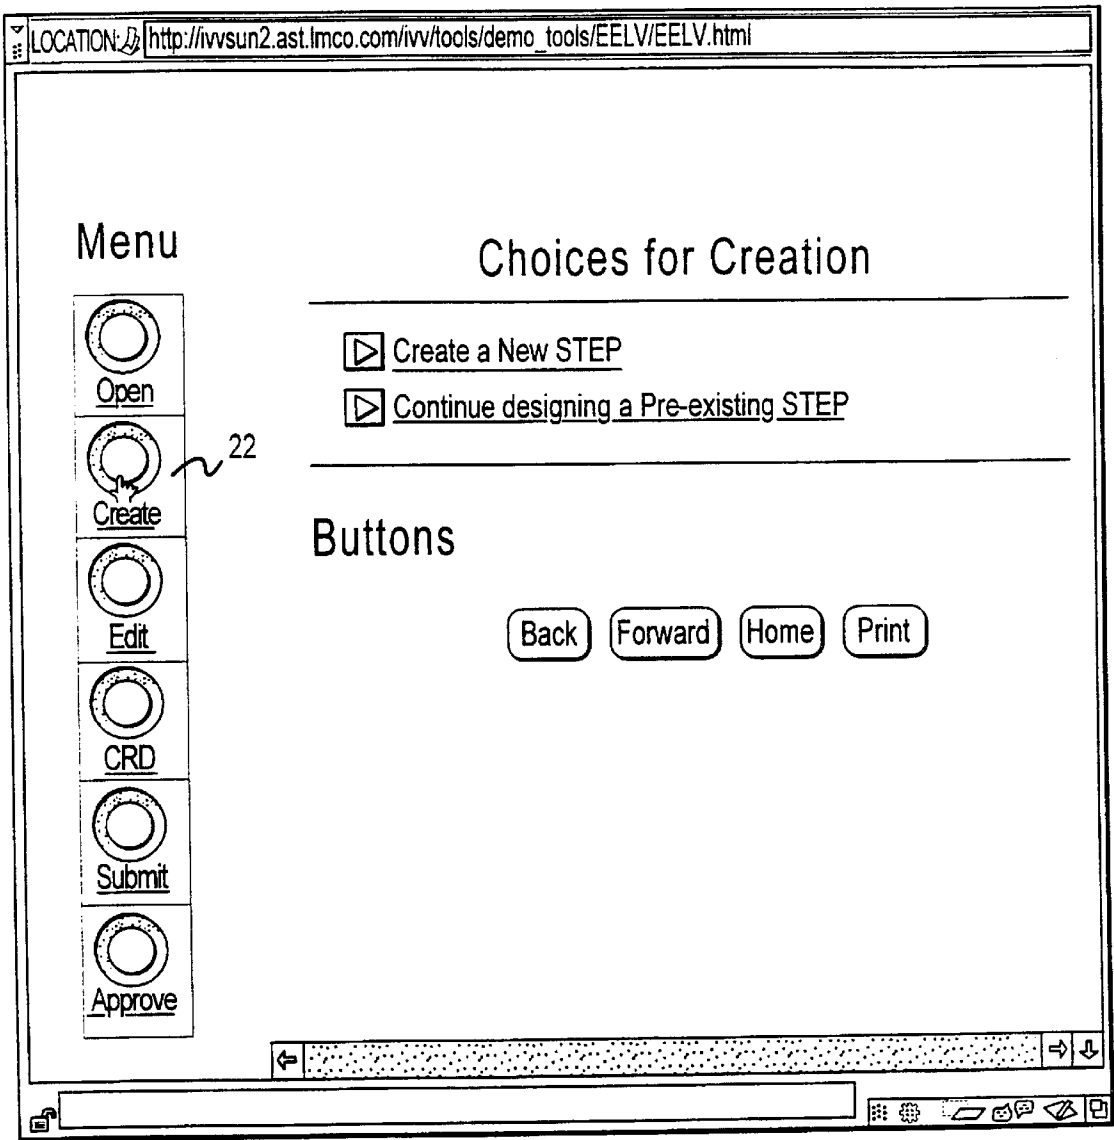 LOCATION: http://ivvsun2.ast.lmco.com/ivv/tools/demo_tools/EELV/EELV.html
Menu
Open
Create
22
Edit
CRD
Submit
Approve
Choices for Creation
Create a New STEP
Continue designing a Pre-existing STEP
Buttons
Back Forward Home Print